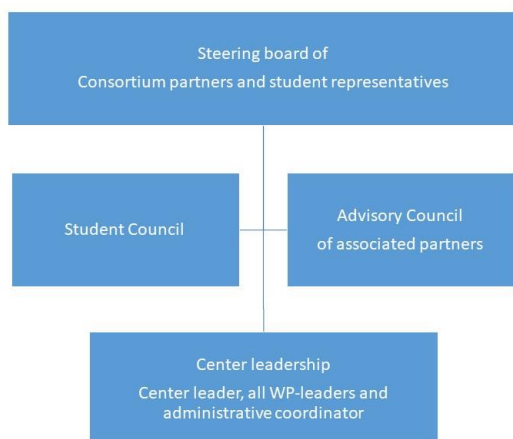 Steering board of
Consortium partners and student representatives
Student Council
Advisory Council
of associated partners
Center leadership
Center leader, all WP-leaders and
administrative coordinator